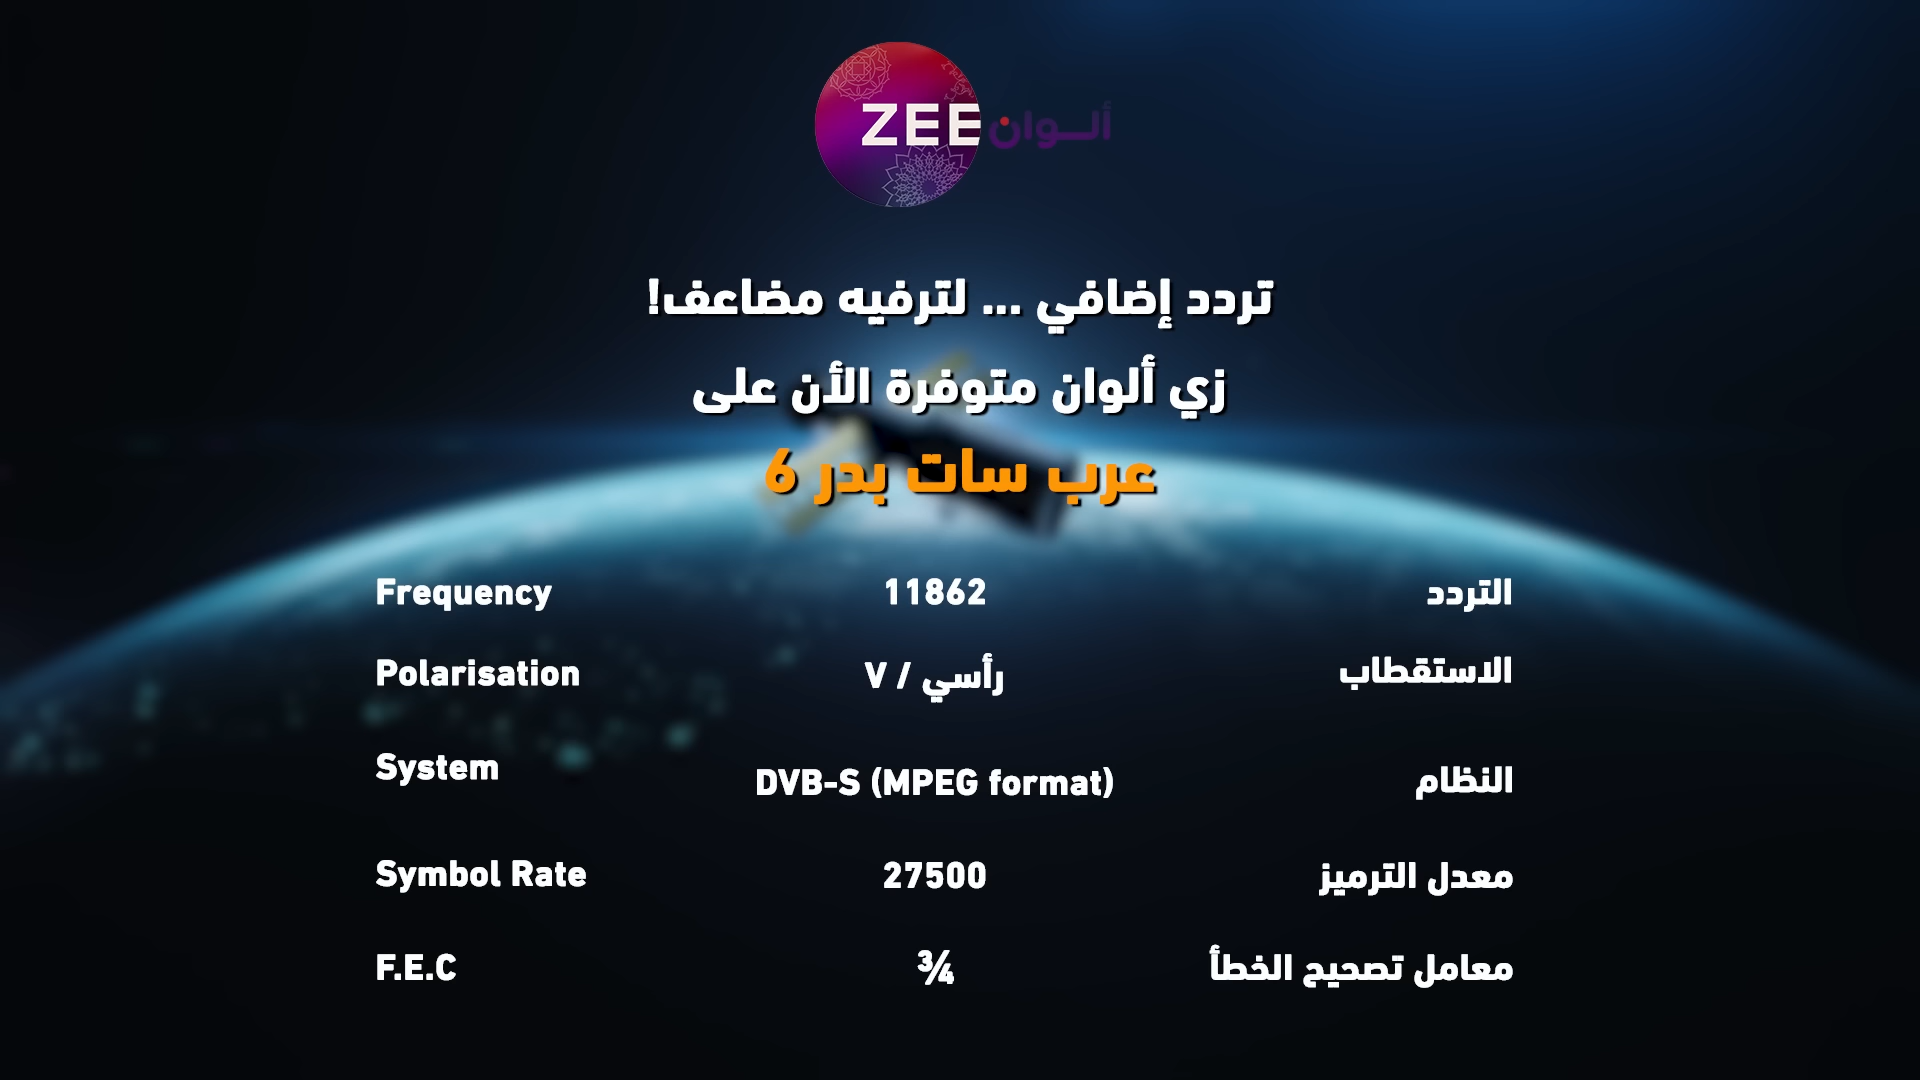 ZEE ألوان
تردد إضافي ... لترفيه مضاعف!
زي ألوان متوفرة الأن على
عرب سات بدر 6
Frequency 11862 التردد
Polarisation رأسي / V الاستقطاب
System DVB-S (MPEG format) النظام
Symbol Rate 27500 معدل الترميز
F.E.C ¾ معامل تصحيح الخطأ